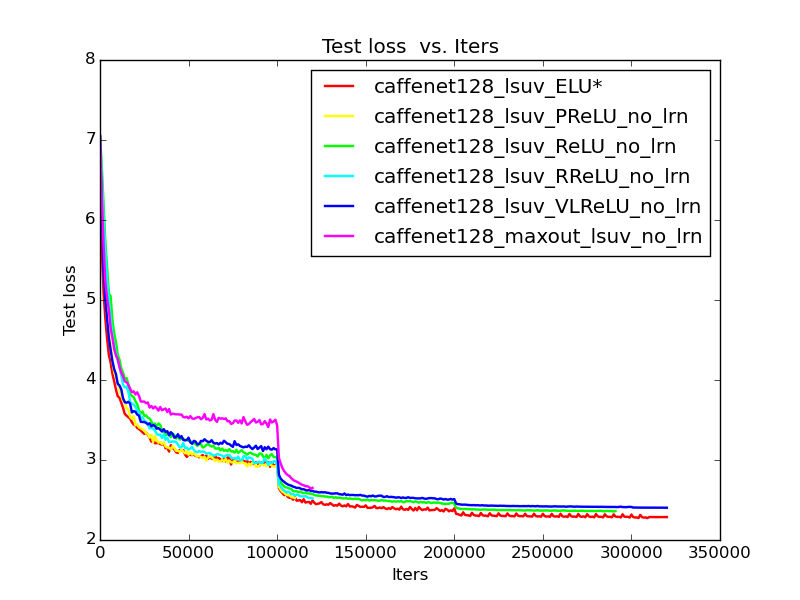 Test loss  vs. Iters
8
7
6
5
4
3
2
Test loss
caffenet128_lsuv_ELU*
caffenet128_lsuv_PReLU_no_lrn
caffenet128_lsuv_ReLU_no_lrn
caffenet128_lsuv_RReLU_no_lrn
caffenet128_lsuv_VLReLU_no_lrn
caffenet128_maxout_lsuv_no_lrn
0 50000 100000 150000 200000 250000 300000 350000
Iters